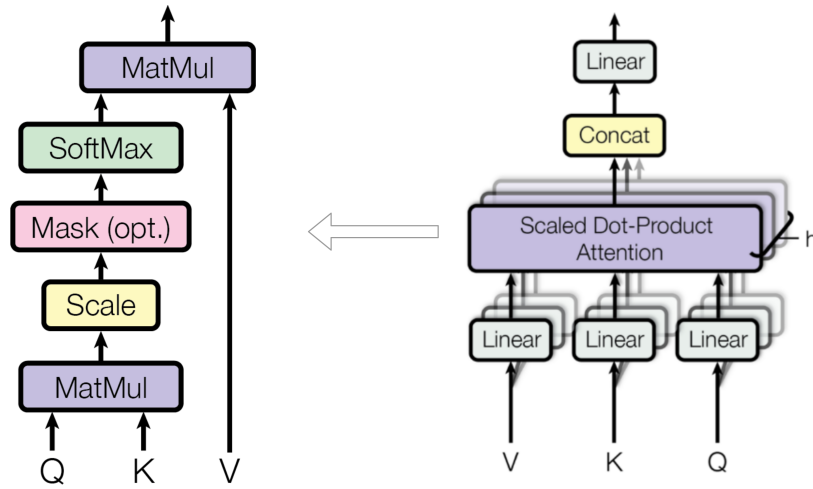 MatMul
SoftMax
Mask (opt.)
Scale
MatMul
Q K V
Linear
Concat
Scaled Dot-Product
Attention
h
Linear Linear Linear
V K Q